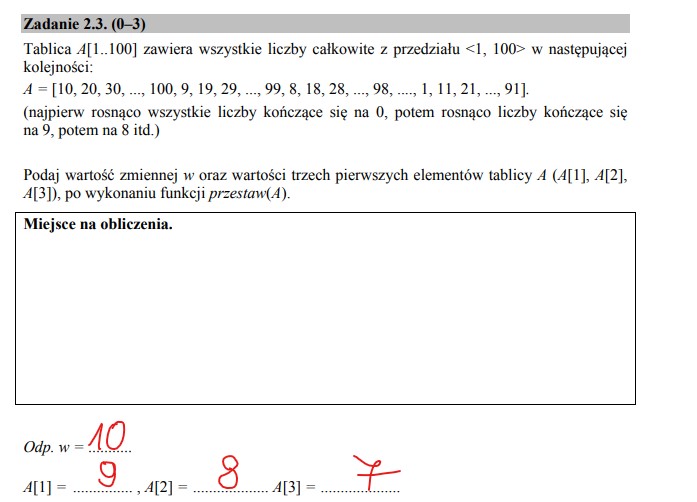 Zadanie 2.3. (0–3)
Tablica A[1..100] zawiera wszystkie liczby całkowite z przedziału <1, 100> w następującej
kolejności:
A = [10, 20, 30, ..., 100, 9, 19, 29, ..., 99, 8, 18, 28, ..., 98, ...., 1, 11, 21, ..., 91].
(najpierw rosnąco wszystkie liczby kończące się na 0, potem rosnąco liczby kończące się
na 9, potem na 8 itd.)
Podaj wartość zmiennej w oraz wartości trzech pierwszych elementów tablicy A (A[1], A[2],
A[3]), po wykonaniu funkcji przestaw(A).
Miejsce na obliczenia.
Odp. w = 10
A[1] = 9, A[2] = 8 A[3] = 7